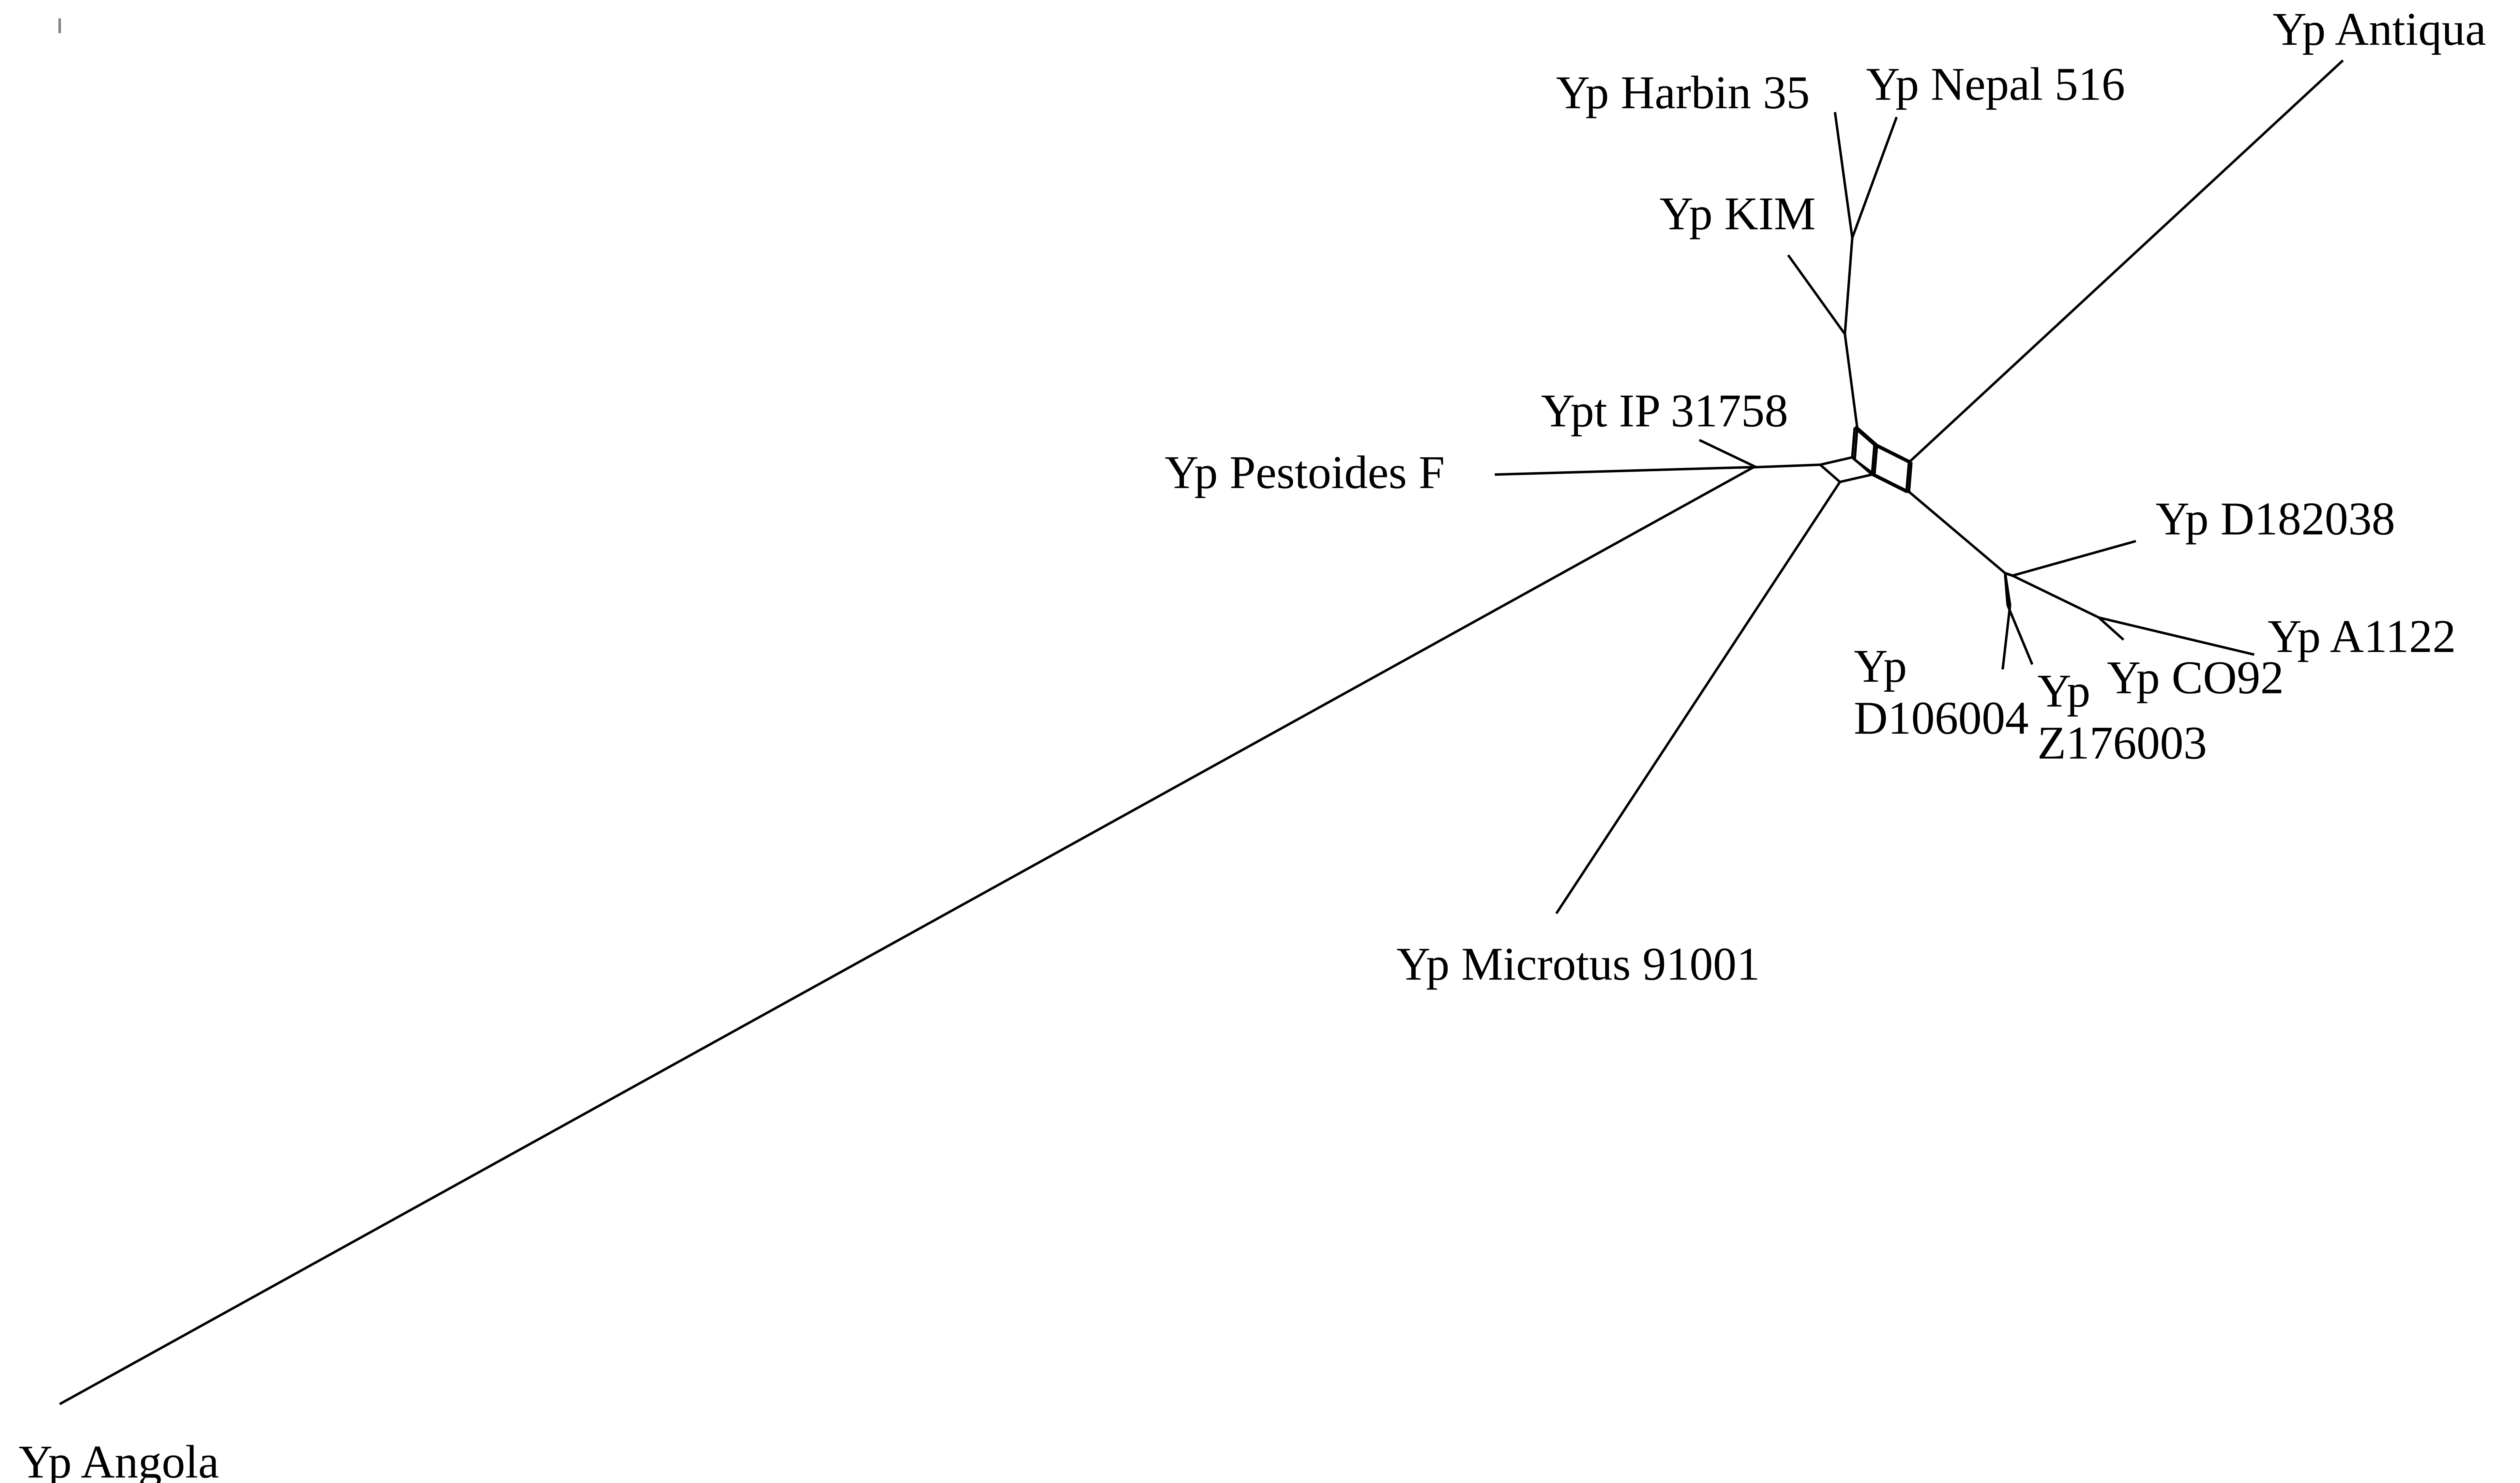 Yp Antiqua
Yp Harbin 35
Yp Nepal 516
Yp KIM
Ypt IP 31758
Yp Pestoides F
Yp D182038
Yp A1122
Yp CO92
Yp
D106004
Yp
Z176003
Yp Microtus 91001
Yp Angola